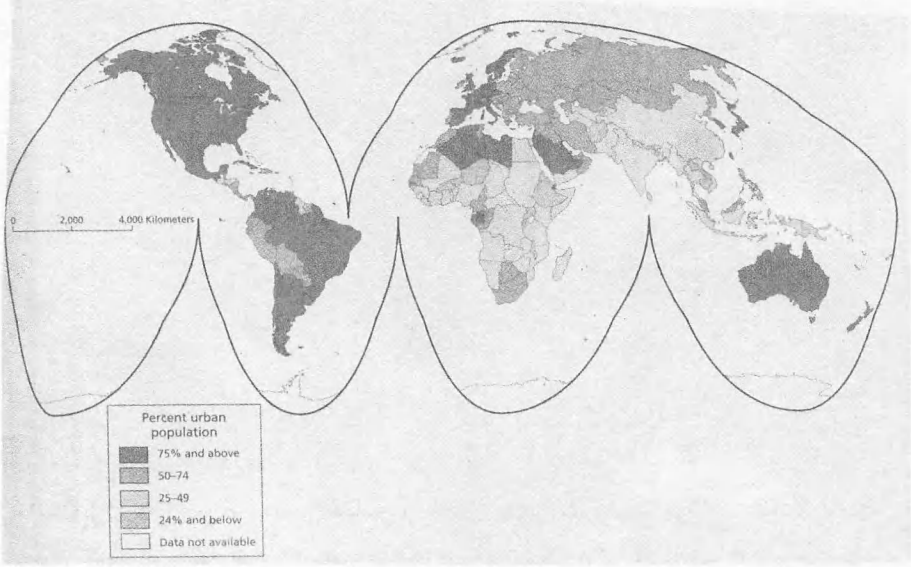 0 2,000 4,000 Kilometers
Percent urban
population
75% and above
50–74
25–49
24% and below
Data not available